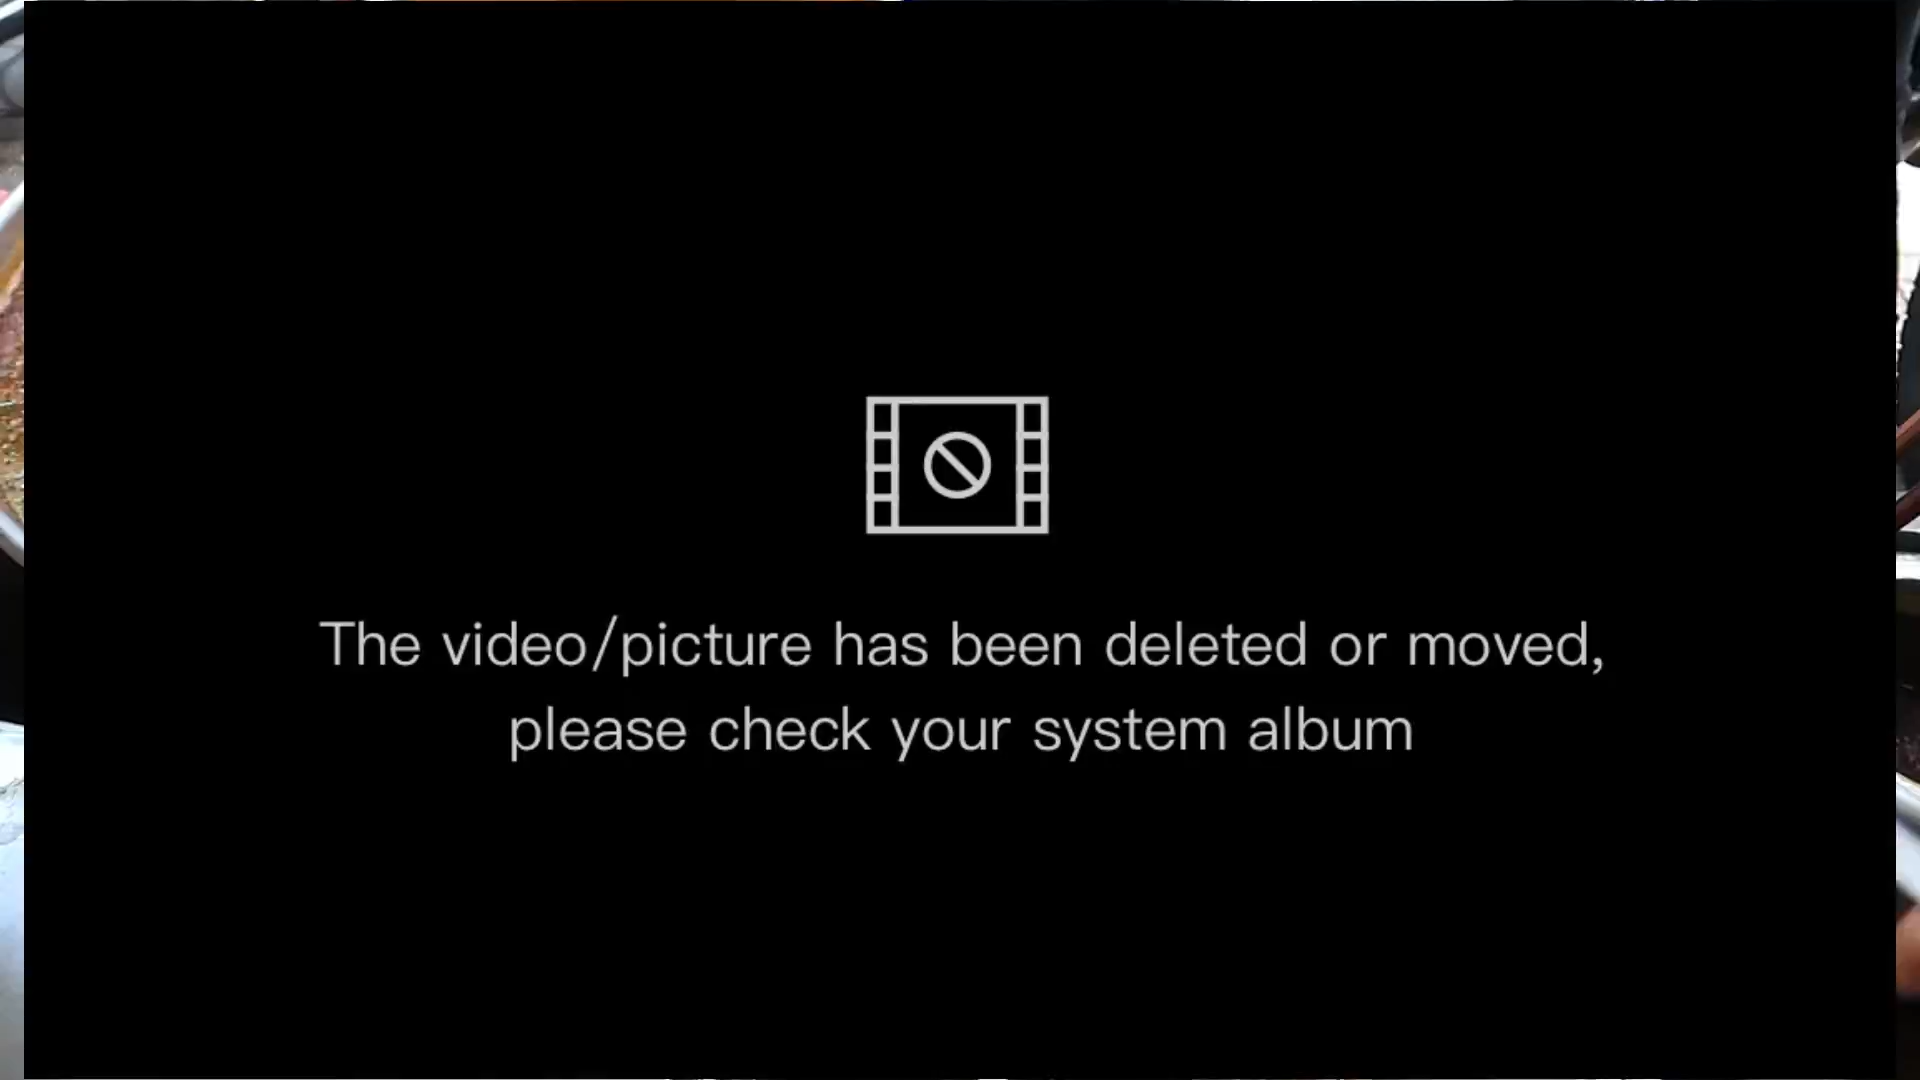 The video/picture has been deleted or moved,
please check your system album